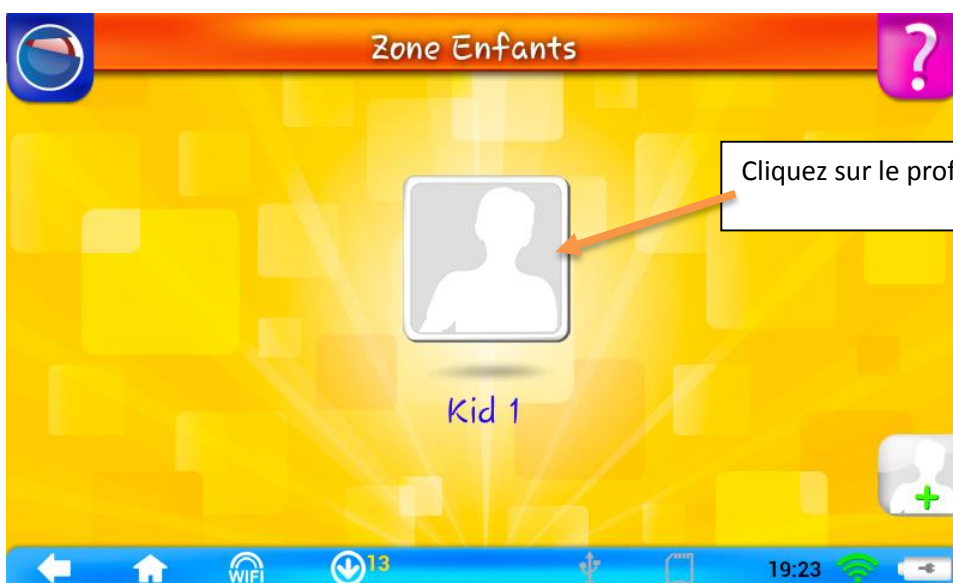 Zone Enfants
?
Cliquez sur le prof
Kid 1
WIFI
13
19:23